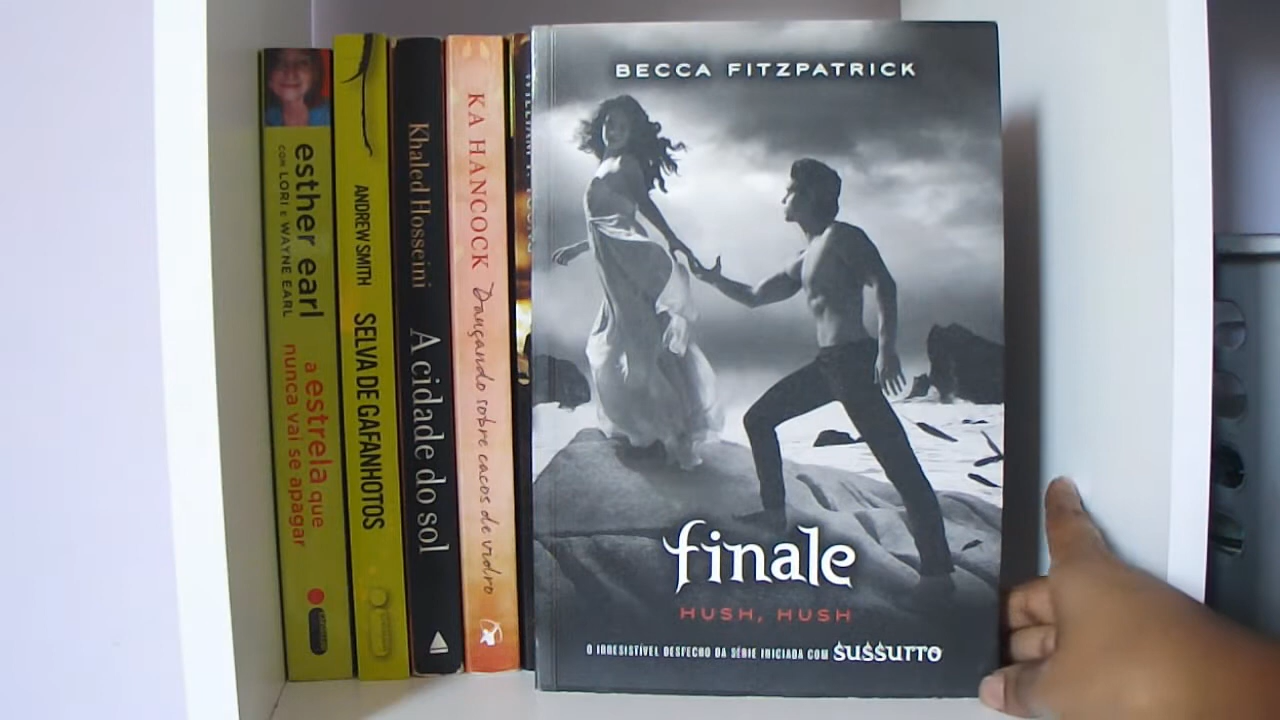 esther earl
com LORI e WAYNE EARL
a estrela que
nunca vai se apagar
ANDREW SMITH SELVA DE GAFANHOTOS
Khaled Hosseini A cidade do sol
KA HANCOCK Dançando sobre cacos de vidro
BECCA FITZPATRICK
finale
HUSH, HUSH
O IRRESISTÍVEL DESFECHO DA SÉRIE INICIADA COM SUSSURRO